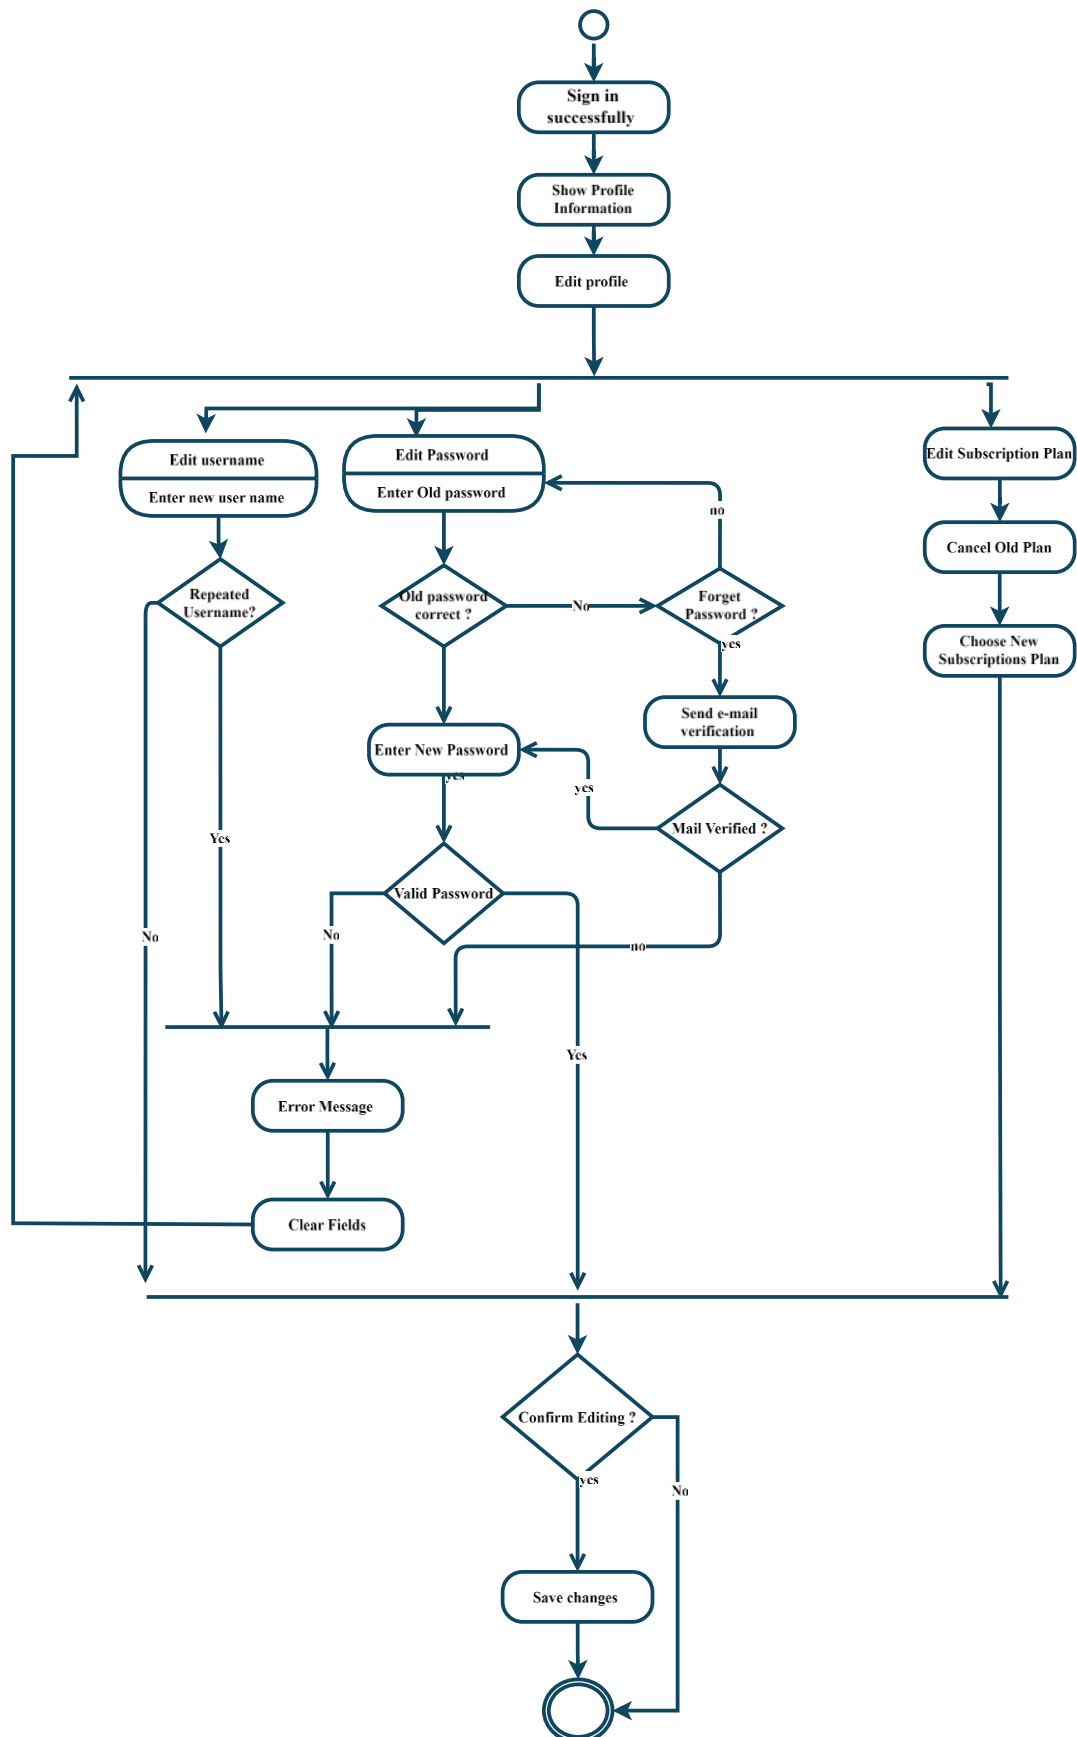 Sign in
successfully
Show Profile
Information
Edit profile
Edit username
Enter new user name
Edit Password
Enter Old password
Edit Subscription Plan
no
Cancel Old Plan
Repeated
Username?
Old password
correct ?
No
Forget
Password ?
yes
Choose New
Subscriptions Plan
Send e-mail
verification
Enter New Password
yes
yes
Mail Verified ?
Yes
Valid Password
No
No
no
Yes
Error Message
Clear Fields
Confirm Editing ?
yes
No
Save changes